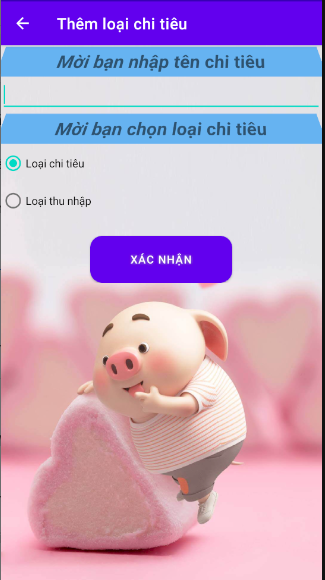 Thêm loại chi tiêu
Mời bạn nhập tên chi tiêu
Mời bạn chọn loại chi tiêu
Loại chi tiêu
Loại thu nhập
XÁC NHẬN